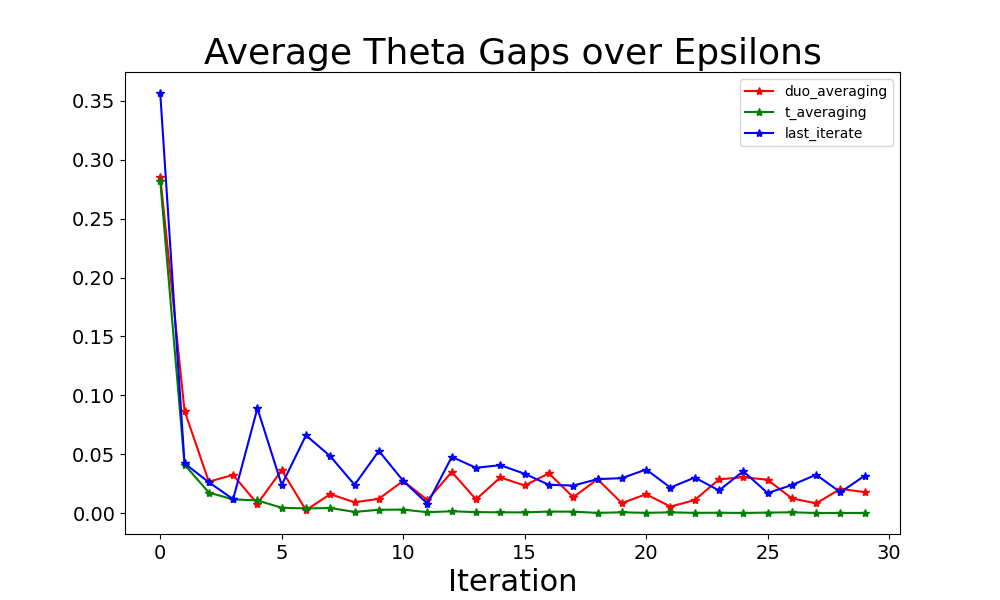 Average Theta Gaps over Epsilons
duo_averaging
t_averaging
last_iterate
0.35
0.30
0.25
0.20
0.15
0.10
0.05
0.00
0 5 10 15 20 25 30
Iteration